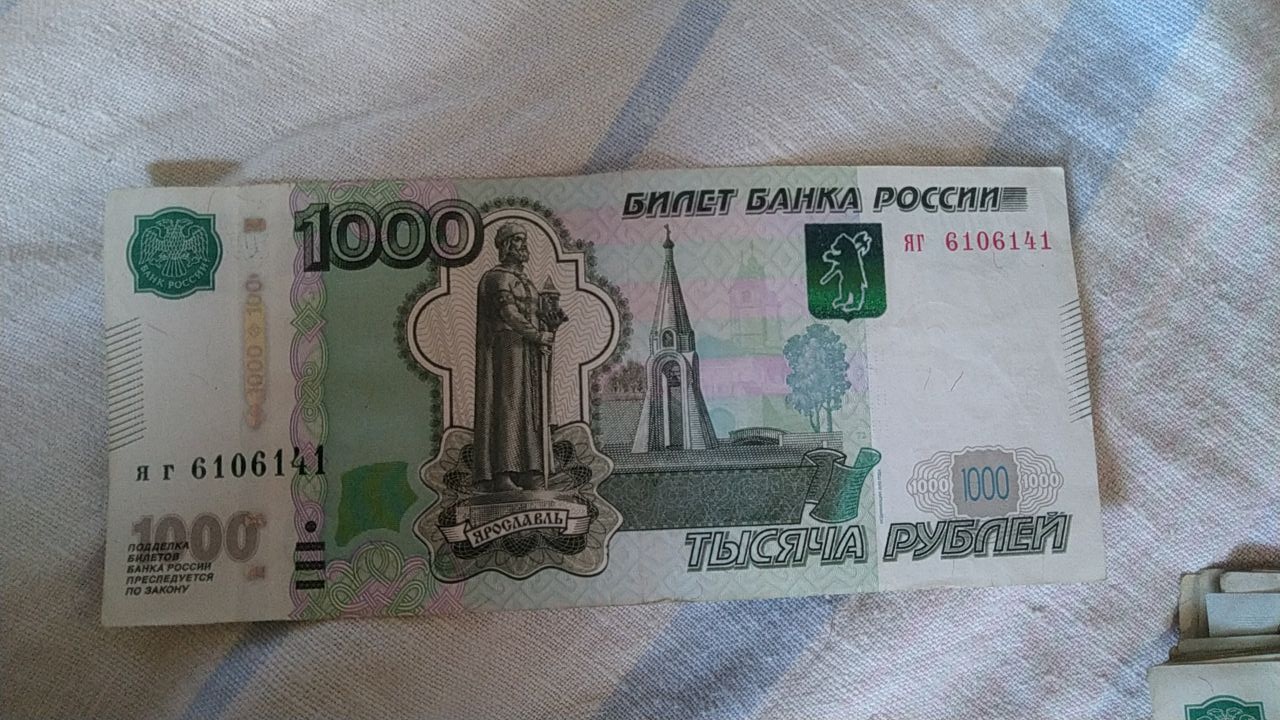 БИЛЕТ БАНКА РОССИИ
1000
яг 6106141
БАНК РОССИИ
яг 6106141
1000
ПОДДЕЛКА
БИЛЕТОВ
БАНКА РОССИИ
ПРЕСЛЕДУЕТСЯ
ПО ЗАКОНУ
ЯРОСЛАВЛЬ
1000 1000 1000
ТЫСЯЧА РУБЛЕЙ